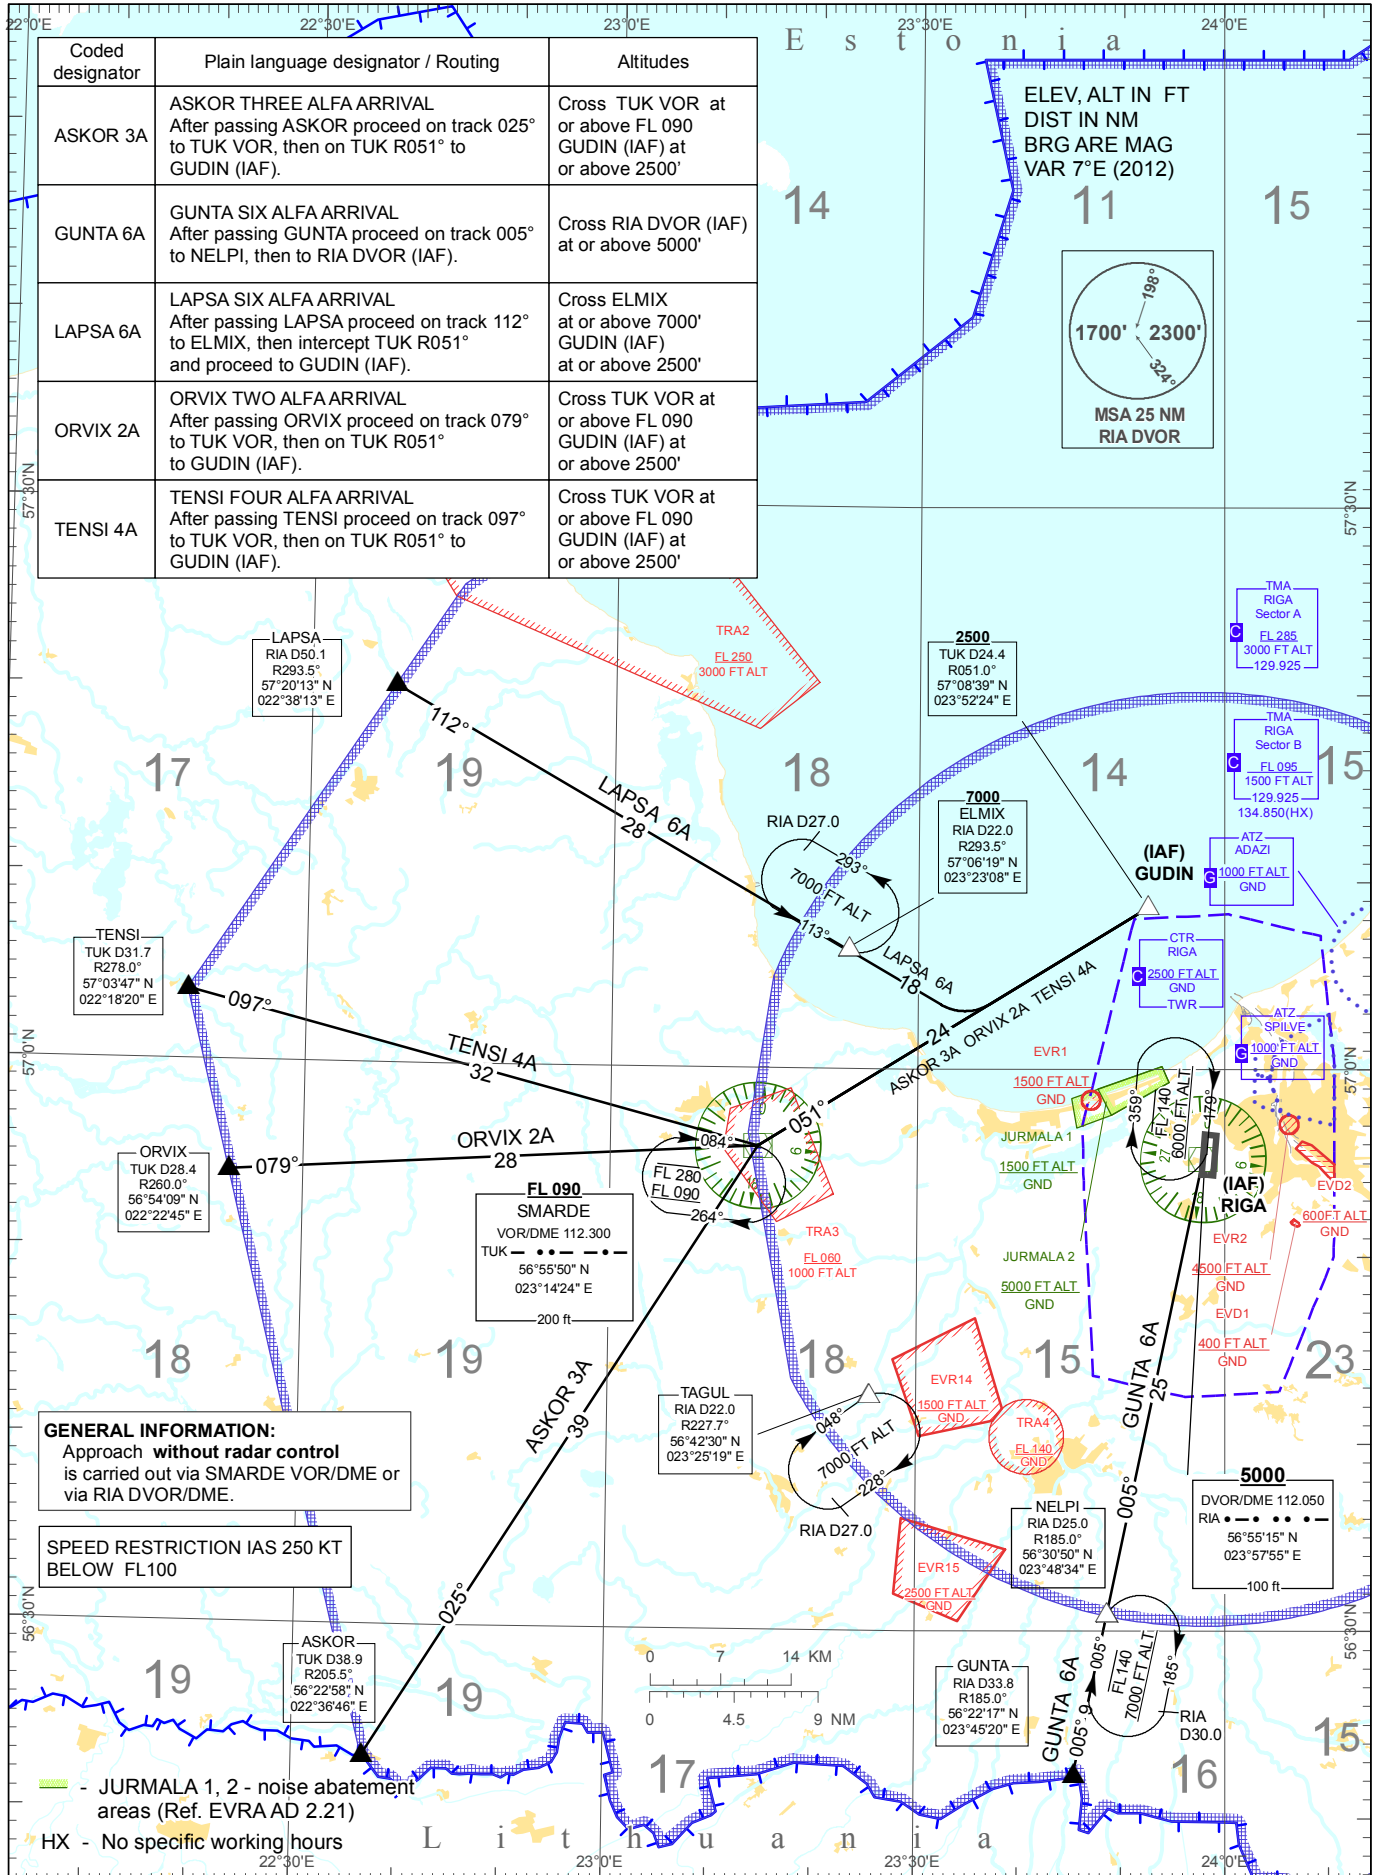 22°0'E
22°30'E
23°0'E
23°30'E
24°0'E
E s t o n i a
Coded designator
Plain language designator / Routing
Altitudes
ASKOR 3A
ASKOR THREE ALFA ARRIVAL
After passing ASKOR proceed on track 025°
to TUK VOR, then on TUK R051° to
GUDIN (IAF).
Cross TUK VOR at
or above FL 090
GUDIN (IAF) at
or above 2500'
GUNTA 6A
GUNTA SIX ALFA ARRIVAL
After passing GUNTA proceed on track 005°
to NELPI, then to RIA DVOR (IAF).
Cross RIA DVOR (IAF)
at or above 5000'
LAPSA 6A
LAPSA SIX ALFA ARRIVAL
After passing LAPSA proceed on track 112°
to ELMIX, then intercept TUK R051°
and proceed to GUDIN (IAF).
Cross ELMIX
at or above 7000'
GUDIN (IAF)
at or above 2500'
ORVIX 2A
ORVIX TWO ALFA ARRIVAL
After passing ORVIX proceed on track 079°
to TUK VOR, then on TUK R051°
to GUDIN (IAF).
Cross TUK VOR at
or above FL 090
GUDIN (IAF) at
or above 2500'
TENSI 4A
TENSI FOUR ALFA ARRIVAL
After passing TENSI proceed on track 097°
to TUK VOR, then on TUK R051° to
GUDIN (IAF).
Cross TUK VOR at
or above FL 090
GUDIN (IAF) at
or above 2500'
ELEV, ALT IN FT
DIST IN NM
BRG ARE MAG
VAR 7°E (2012)
14
11
15
198°
1700' 2300'
324°
MSA 25 NM
RIA DVOR
57°30'N
57°30'N
TMA
RIGA
Sector A
C
FL 285
3000 FT ALT
129.925
TRA2
FL 250
3000 FT ALT
2500
TUK D24.4
R051.0°
57°08'39" N
023°52'24" E
LAPSA
RIA D50.1
R293.5°
57°20'13" N
022°38'13" E
112°
TMA
RIGA
Sector B
C
FL 095
1500 FT ALT
129.925
134.850(HX)
17
19
18
14
15
LAPSA 6A
28
RIA D27.0
293°
7000 FT ALT
113°
7000
ELMIX
RIA D22.0
R293.5°
57°06'19" N
023°23'08" E
(IAF)
GUDIN
ATZ
ADAZI
G
1000 FT ALT
GND
LAPSA 6A
18
CTR
RIGA
C
2500 FT ALT
GND
TWR
TENSI
TUK D31.7
R278.0°
57°03'47" N
022°18'20" E
097°
TENSI 4A
32
24
ASKOR 3A ORVIX 2A TENSI 4A
ATZ
SPILVE
G
1000'FT ALT
GND
57°0'N
57°0'N
EVR1
1500 FT ALT
GND
051°
0
6
18
JURMALA 1
1500 FT ALT
GND
359°
FL 140
6000 FT ALT
179°
27
6
18
(IAF)
RIGA
EVD2
600FT ALT
GND
ORVIX
TUK D28.4
R260.0°
56°54'09" N
022°22'45" E
079°
ORVIX 2A
28
084°
FL 280
FL 090
264°
FL 090
SMARDE
VOR/DME 112.300
TUK
56°55'50" N
023°14'24" E
200 ft
TRA3
FL 060
1000 FT ALT
JURMALA 2
5000 FT ALT
GND
EVR2
4500 FT ALT
GND
EVD1
400 FT ALT
GND
18
19
18
15
23
ASKOR 3A
39
GUNTA 6A
25
TAGUL
RIA D22.0
R227.7°
56°42'30" N
023°25'19" E
048°
7000 FT ALT
228°
RIA D27.0
EVR14
1500 FT ALT
GND
TRA4
FL 140
GND
GENERAL INFORMATION:
Approach without radar control
is carried out via SMARDE VOR/DME or
via RIA DVOR/DME.
SPEED RESTRICTION IAS 250 KT
BELOW FL100
005°
5000
DVOR/DME 112.050
RIA
56°55'15" N
023°57'55" E
100 ft
NELPI
RIA D25.0
R185.0°
56°30'50" N
023°48'34" E
EVR15
2500 FT ALT
GND
025°
56°30'N
56°30'N
ASKOR
TUK D38.9
R205.5°
56°22'58" N
022°36'46" E
0 7 14 KM
0 4.5 9 NM
GUNTA
RIA D33.8
R185.0°
56°22'17" N
023°45'20" E
GUNTA 6A
005° 9
005°
FL 140
7000 FT ALT
185°
RIA
D30.0
19
19
17
16
15
- JURMALA 1, 2 - noise abatement
areas (Ref. EVRA AD 2.21)
HX - No specific working hours
L i t h u a n i a
22°30'E
23°0'E
23°30'E
24°0'E